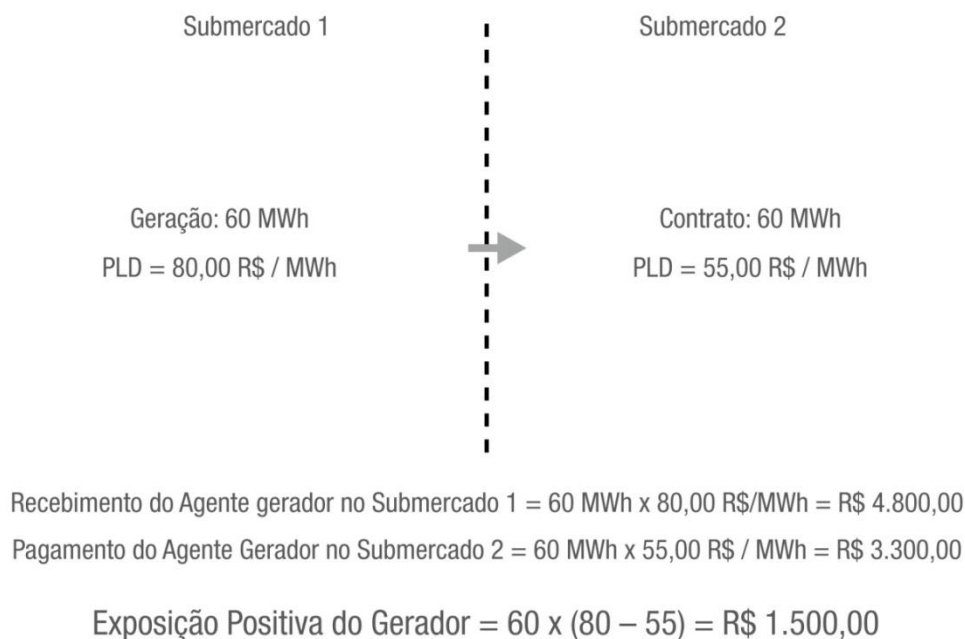 Submercado 1
Submercado 2
Geração: 60 MWh
PLD = 80,00 R$ / MWh
Contrato: 60 MWh
PLD = 55,00 R$ / MWh
Recebimento do Agente gerador no Submercado 1 = 60 MWh x 80,00 R$/MWh = R$ 4.800,00
Pagamento do Agente Gerador no Submercado 2 = 60 MWh x 55,00 R$ / MWh = R$ 3.300,00
Exposição Positiva do Gerador = 60 x (80 – 55) = R$ 1.500,00